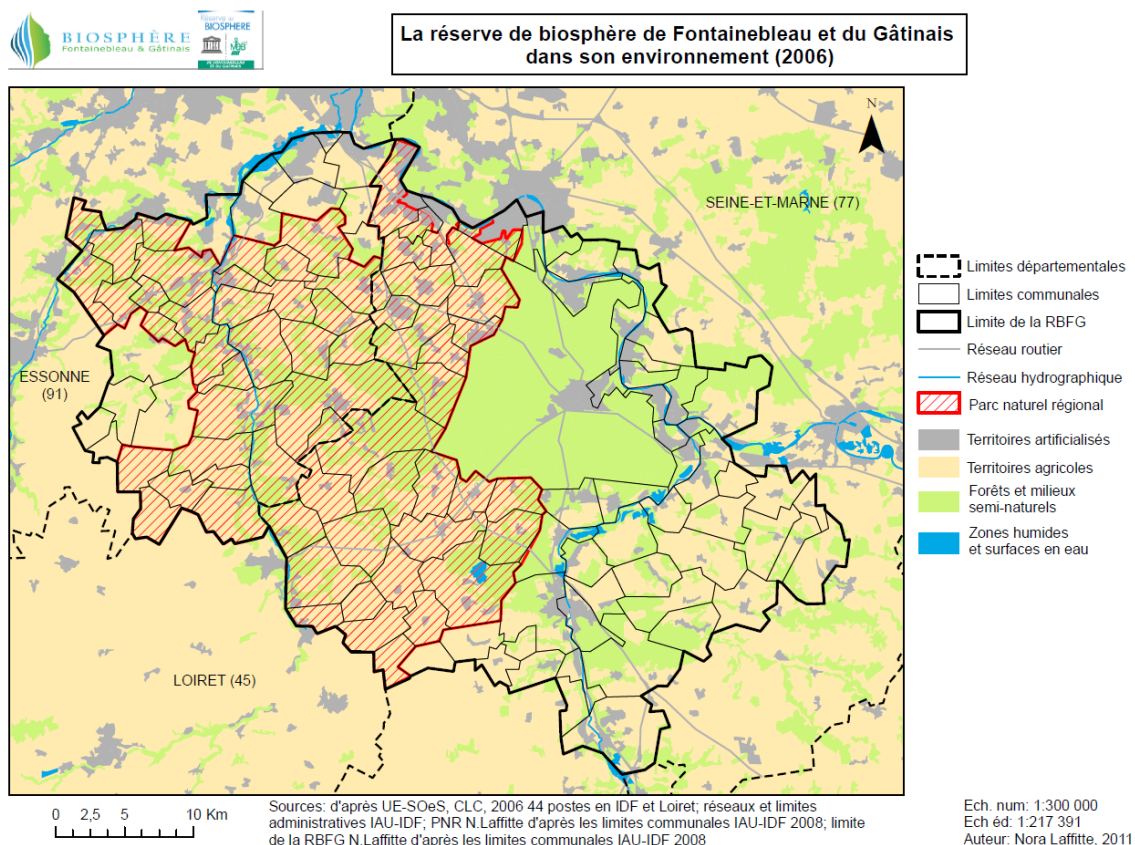 BIOSPHÈRE
Fontainebleau & Gâtinais
Réserve de
BIOSPHERE
MAB
La réserve de biosphère de Fontainebleau et du Gâtinais
dans son environnement (2006)
N
SEINE-ET-MARNE (77)
ESSONNE
(91)
LOIRET (45)
Limites départementales
Limites communales
Limite de la RBFG
Réseau routier
Réseau hydrographique
Parc naturel régional
Territoires artificialisés
Territoires agricoles
Forêts et milieux
semi-naturels
Zones humides
et surfaces en eau
0 2,5 5 10 Km
Sources: d'après UE-SOeS, CLC, 2006 44 postes en IDF et Loiret; réseaux et limites
administratives IAU-IDF; PNR N.Laffitte d'après les limites communales IAU-IDF 2008; limite
de la RBFG N.Laffitte d'après les limites communales IAU-IDF 2008
Ech. num: 1:300 000
Ech éd: 1:217 391
Auteur: Nora Laffitte, 2011